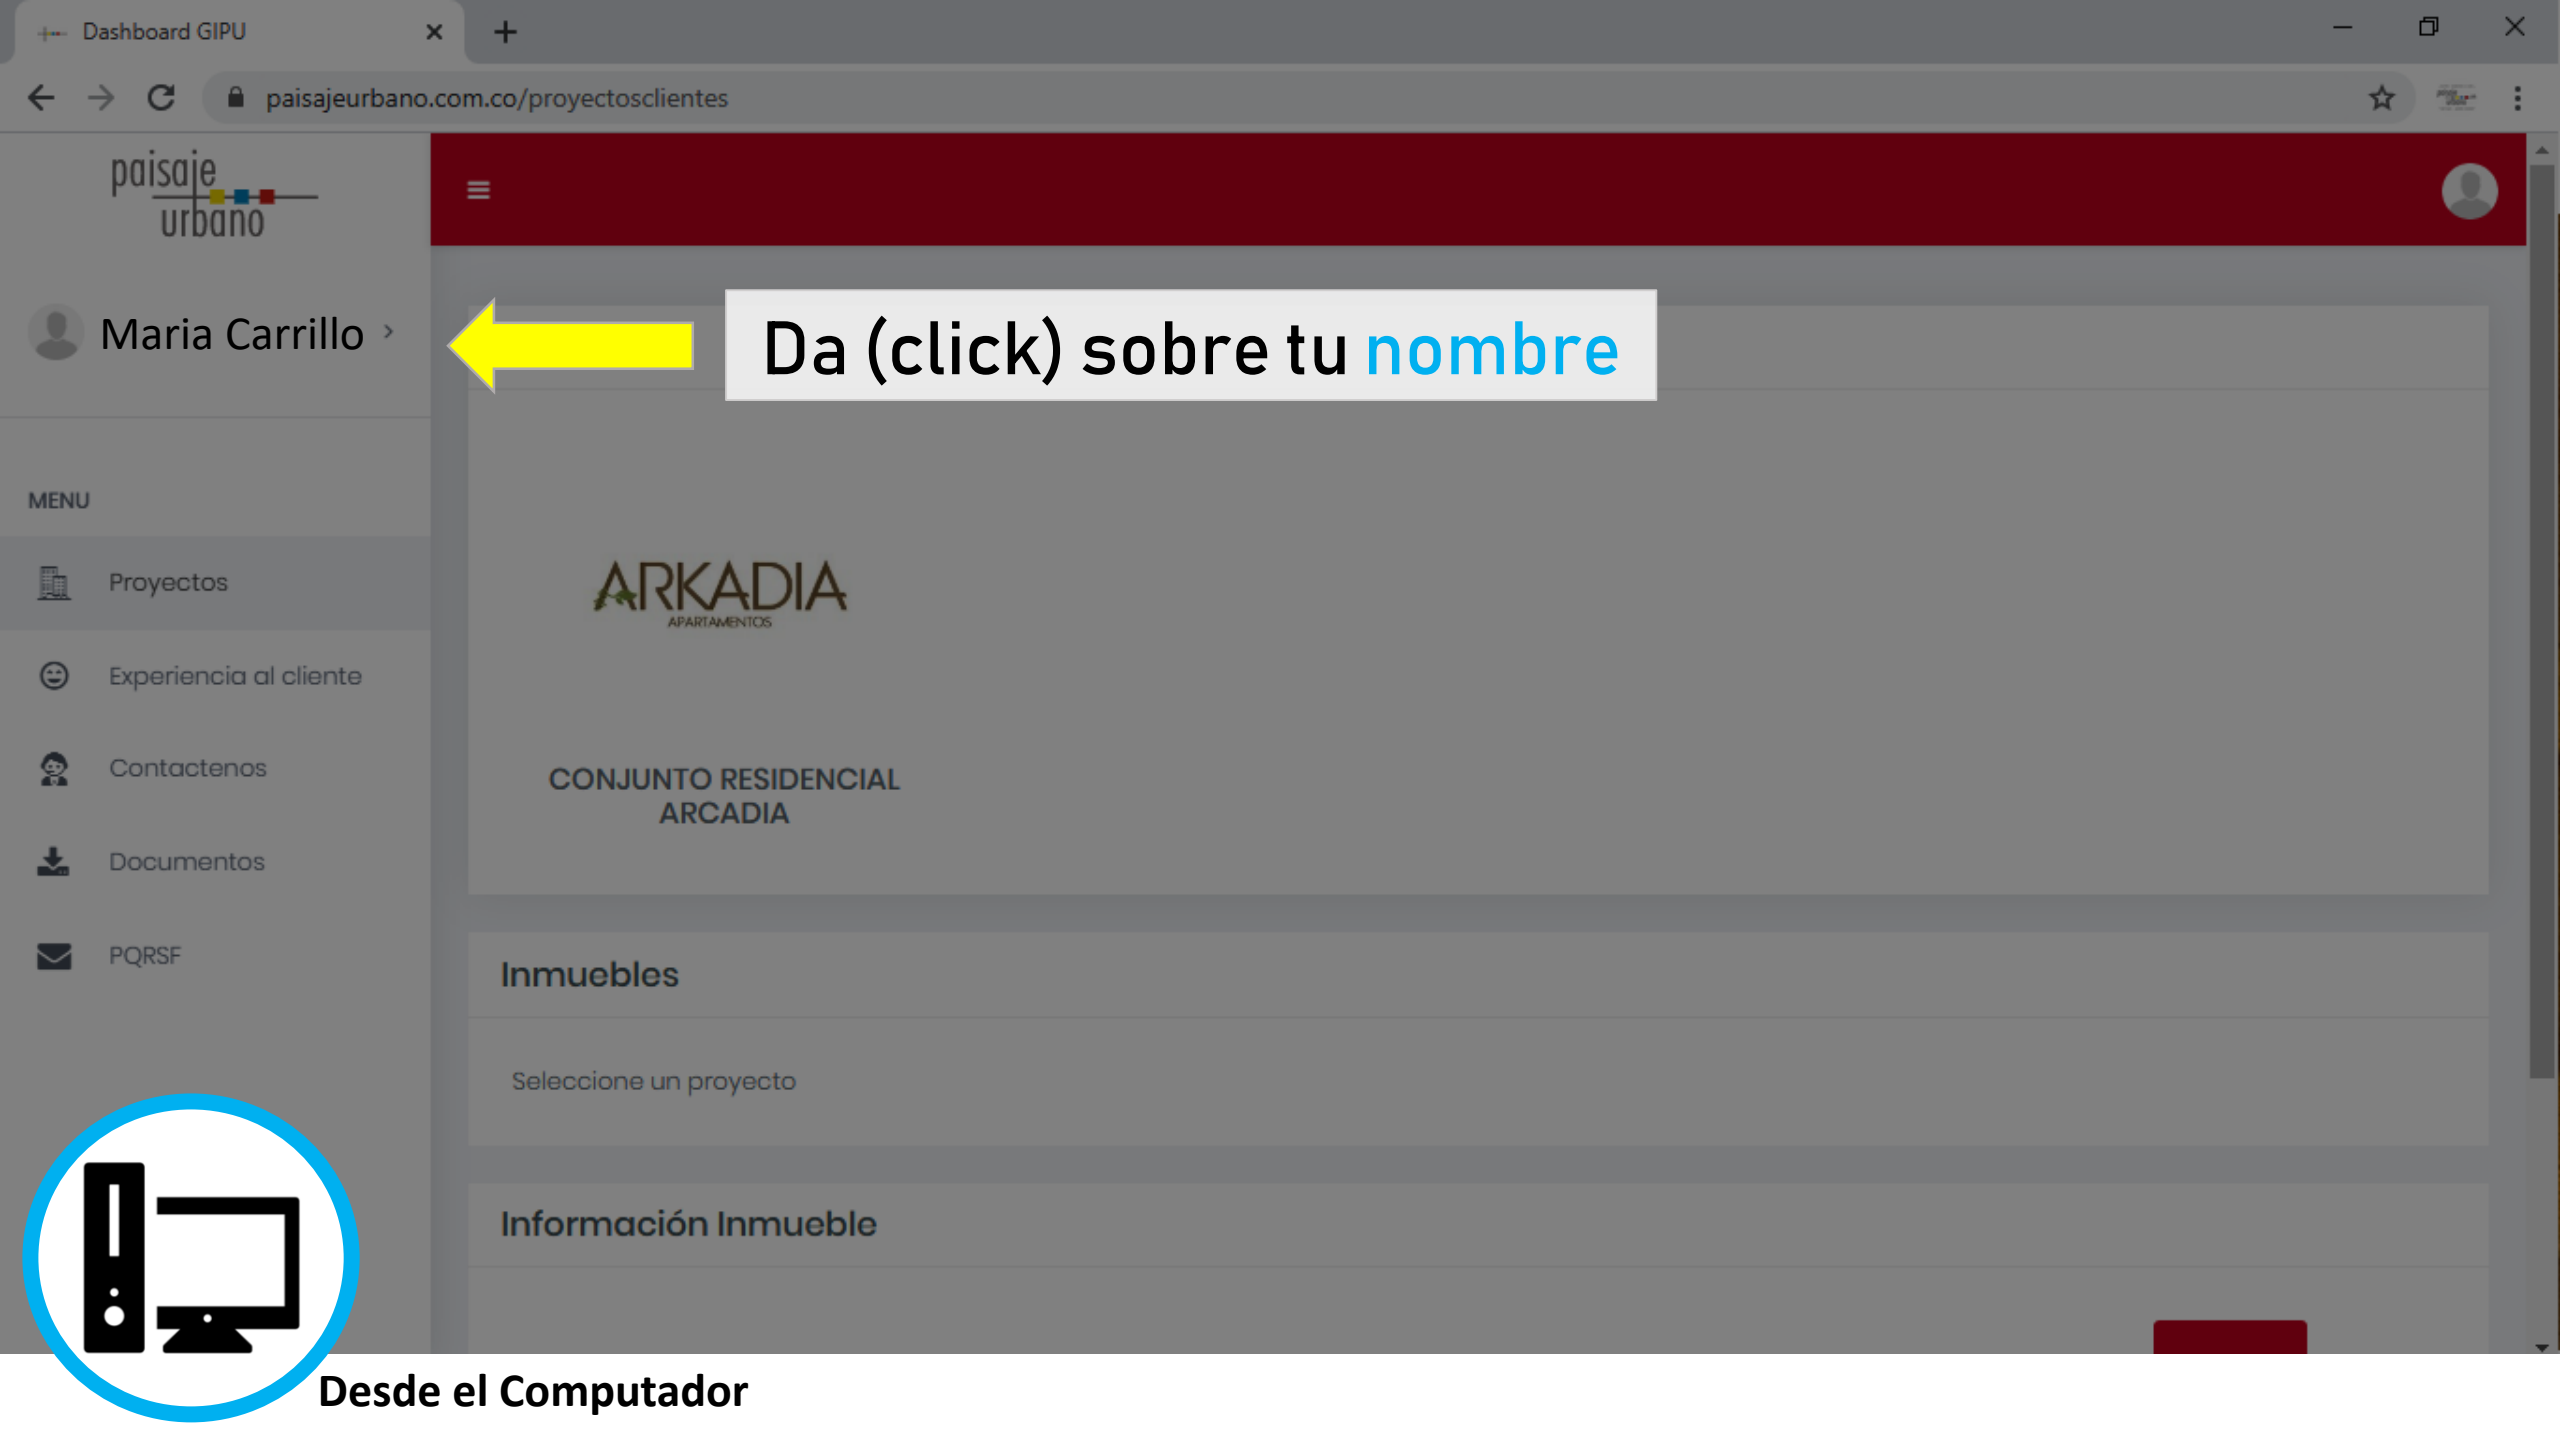 Dashboard GIPU
paisajeurbano.com.co/proyectosclientes
paisaje
urbano
Maria Carrillo
Da (click) sobre tu nombre
MENU
Proyectos
Experiencia al cliente
Contactenos
Documentos
PQRSF
ARKADIA
APARTAMENTOS
CONJUNTO RESIDENCIAL
ARCADIA
Inmuebles
Seleccione un proyecto
Información Inmueble
Desde el Computador